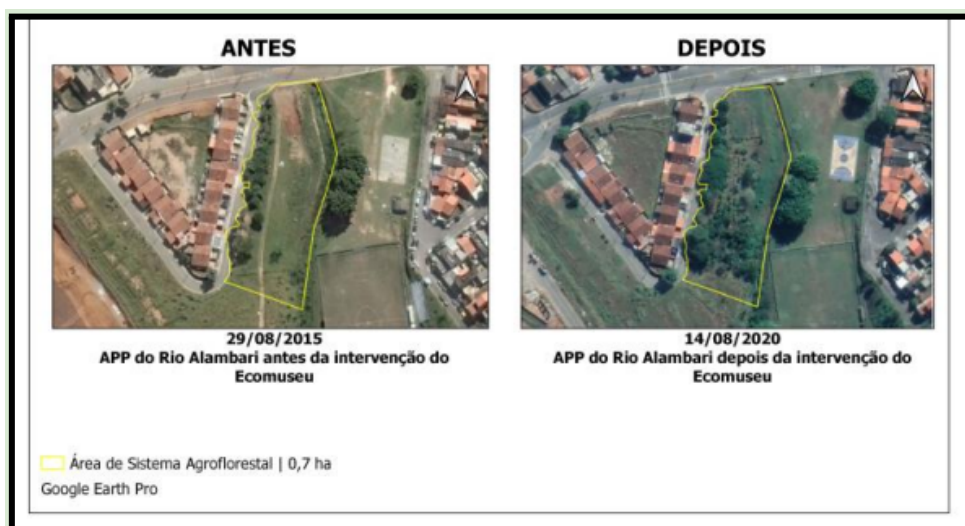 ANTES
DEPOIS
29/08/2015
APP do Rio Alambari antes da intervenção do
Ecomuseu
14/08/2020
APP do Rio Alambari depois da intervenção do
Ecomuseu
Área de Sistema Agroflorestal | 0,7 ha
Google Earth Pro